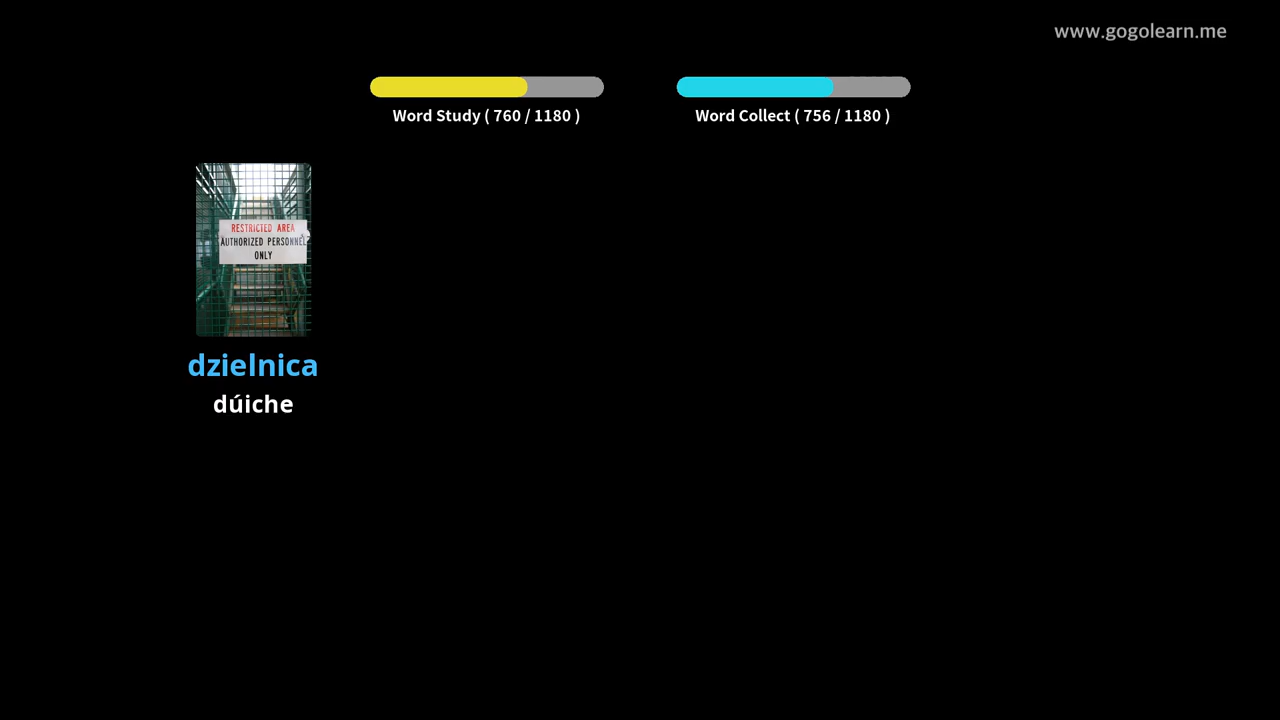 www.gogolearn.me
Word Study ( 760 / 1180 )
Word Collect ( 756 / 1180 )
RESTRICTED AREA
AUTHORIZED PERSONNEL
ONLY
dzielnica
dúiche